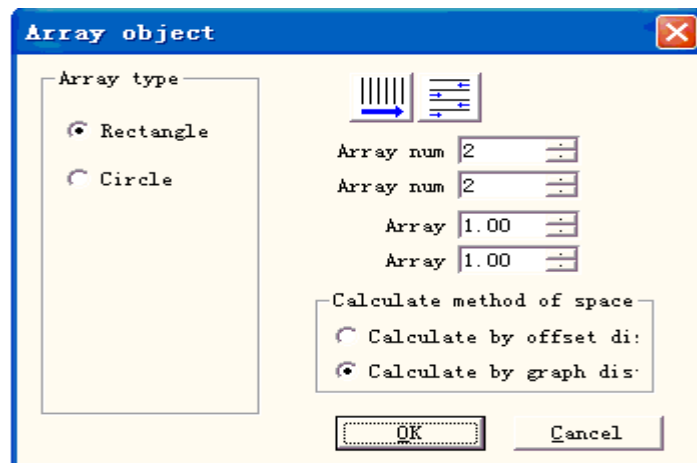 Array object
Array type
Rectangle
Circle
Array num 2
Array num 2
Array 1.00
Array 1.00
Calculate method of space
Calculate by offset di
Calculate by graph dis
OK
Cancel